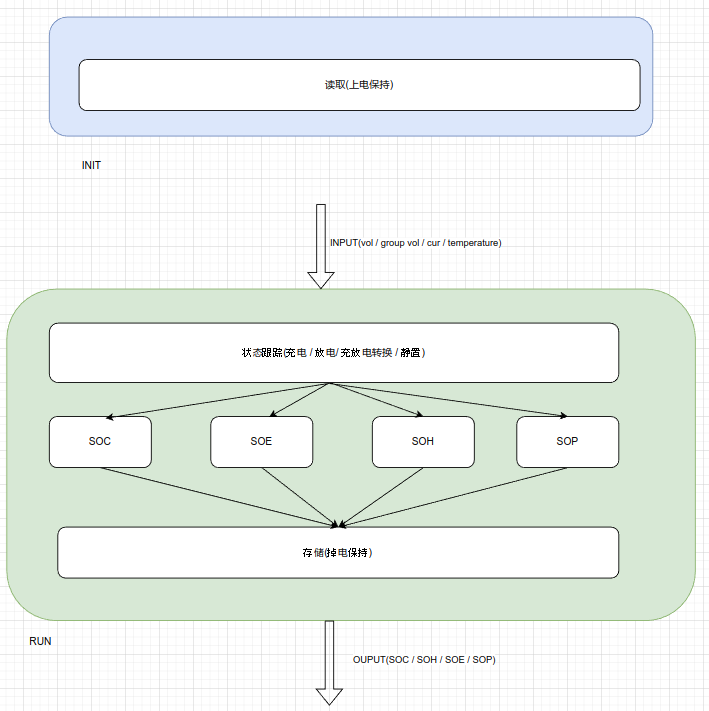 读取(上电保持)
INIT
INPUT(vol / group vol / cur / temperature)
状态跟踪(充电 / 放电/ 充放电转换 / 静置)
SOC
SOE
SOH
SOP
存储(掉电保持)
RUN
OUPUT(SOC / SOH / SOE / SOP)